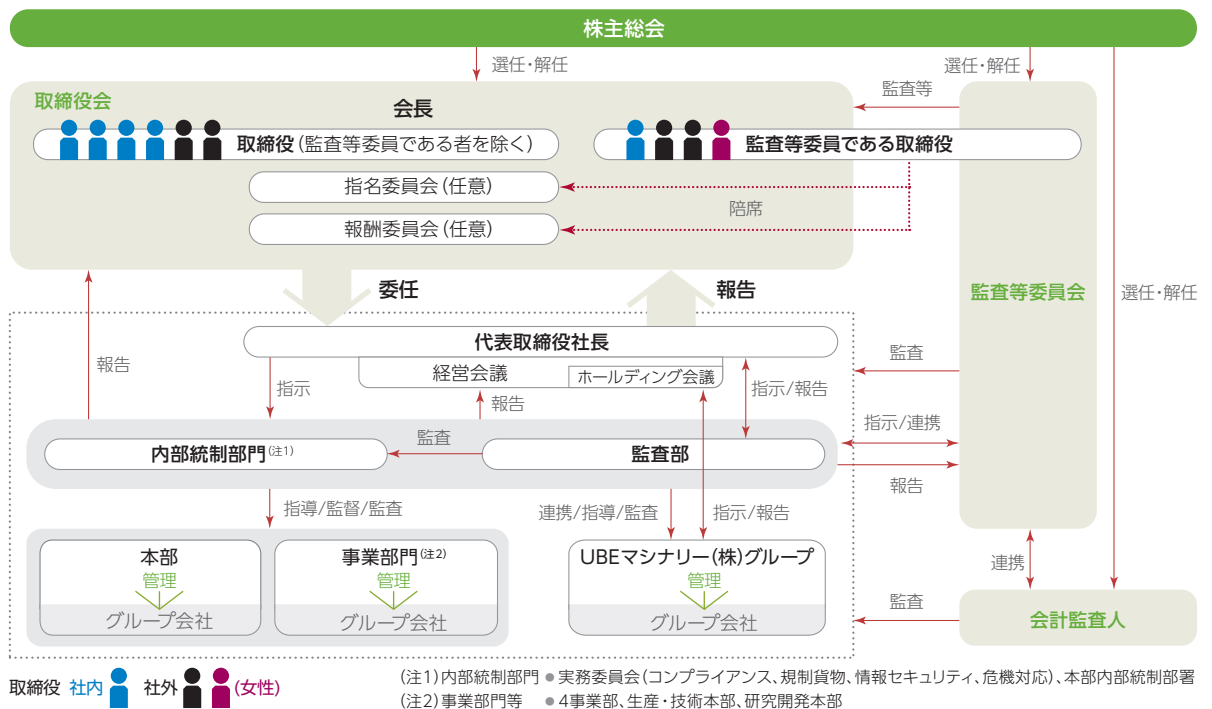 株主総会
選任・解任
選任・解任
取締役会
会長
監査等
取締役(監査等委員である者を除く)
監査等委員である取締役
指名委員会(任意)
陪席
報酬委員会(任意)
委任
報告
監査等委員会
選任・解任
代表取締役社長
報告
経営会議
ホールディング会議
監査
指示
報告
指示/報告
指示/連携
内部統制部門(注1)
監査
監査部
報告
指導/監督/監査
連携/指導/監査
指示/報告
本部
事業部門(注2)
UBEマシナリー(株)グループ
連携
管理
管理
管理
グループ会社
グループ会社
グループ会社
監査
会計監査人
取締役 社内 社外 (女性)
(注1)内部統制部門 ●実務委員会(コンプライアンス、規制貨物、情報セキュリティ、危機対応)、本部内部統制部署
(注2)事業部門等 ●4事業部、生産・技術本部、研究開発本部